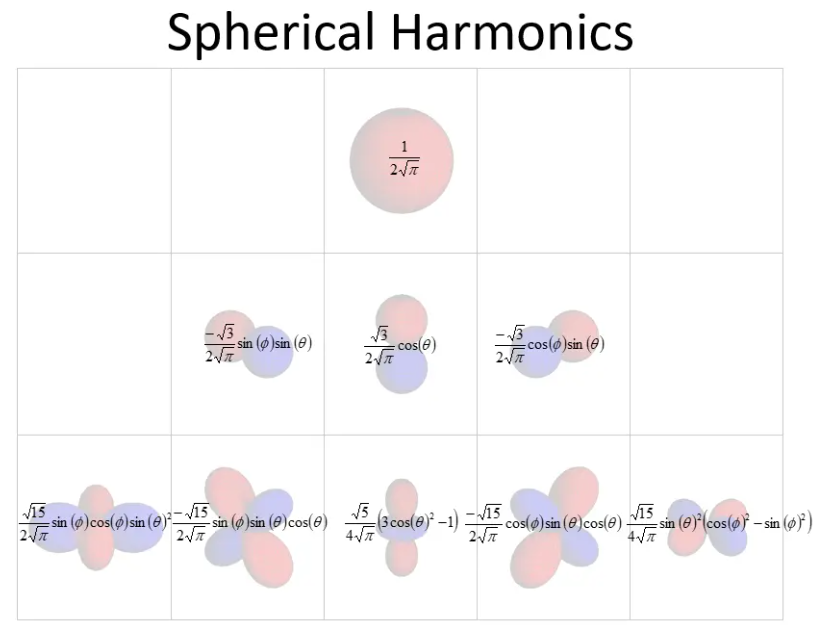 Spherical Harmonics
1/(2√π)
−√3/(2√π) sin(ϕ)sin(θ)
√3/(2√π) cos(θ)
−√3/(2√π) cos(ϕ)sin(θ)
√15/(2√π) sin(ϕ)cos(ϕ)sin(θ)²
−√15/(2√π) sin(ϕ)sin(θ)cos(θ)
√5/(4√π) (3cos(θ)² −1)
−√15/(2√π) cos(ϕ)sin(θ)cos(θ)
√15/(4√π) sin(θ)²(cos(ϕ)² − sin(ϕ)²)